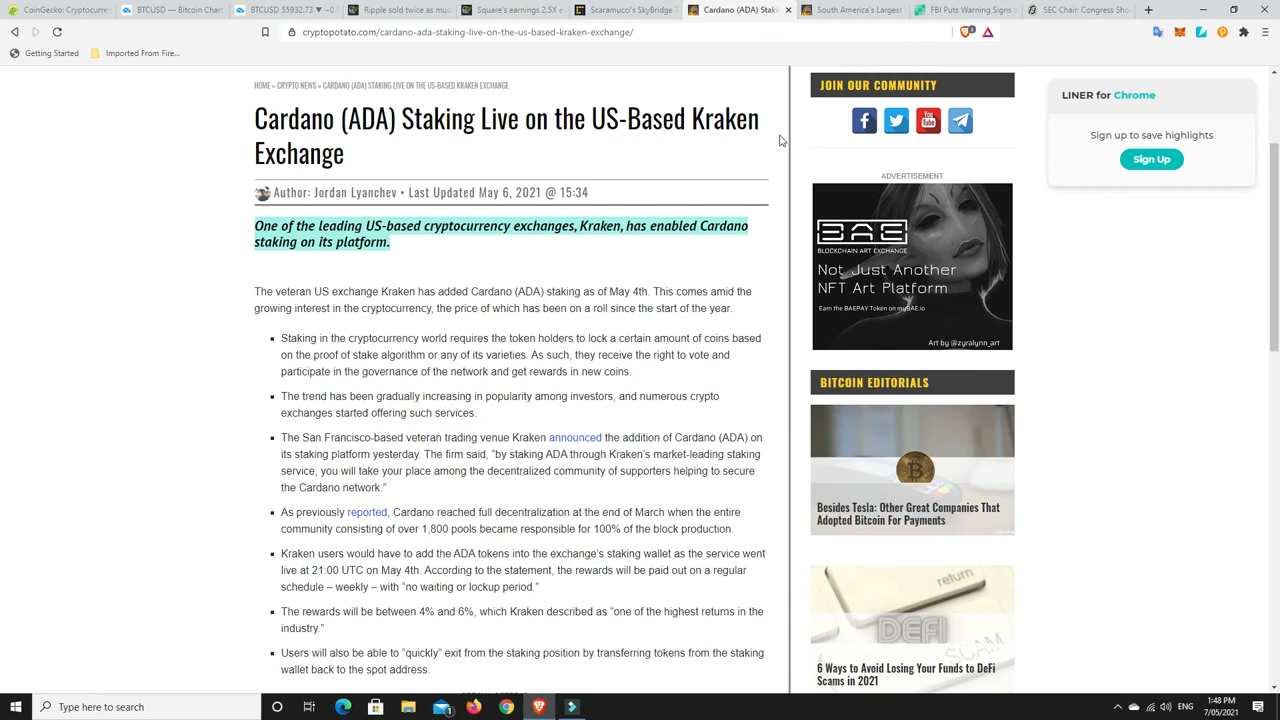 CoinGecko: Cryptocurren
BTCUSD — Bitcoin Chart
BTCUSD 55932.73 ▼ −0.
Ripple sold twice as muc
Square's earnings 2.5X e
Scaramucci's SkyBridge T
Cardano (ADA) Stak
South America's Largest
FBI Puts Warning Signs o
SEC Chair: Congress Sho
cryptopotato.com/cardano-ada-staking-live-on-the-us-based-kraken-exchange/
Getting Started
Imported From Fire...
HOME » CRYPTO NEWS » CARDANO (ADA) STAKING LIVE ON THE US-BASED KRAKEN EXCHANGE
Cardano (ADA) Staking Live on the US-Based Kraken
Exchange
Author: Jordan Lyanchev • Last Updated May 6, 2021 @ 15:34
One of the leading US-based cryptocurrency exchanges, Kraken, has enabled Cardano
staking on its platform.
The veteran US exchange Kraken has added Cardano (ADA) staking as of May 4th. This comes amid the
growing interest in the cryptocurrency, the price of which has been on a roll since the start of the year.
Staking in the cryptocurrency world requires the token holders to lock a certain amount of coins based
on the proof of stake algorithm or any of its varieties. As such, they receive the right to vote and
participate in the governance of the network and get rewards in new coins.
The trend has been gradually increasing in popularity among investors, and numerous crypto
exchanges started offering such services.
The San Francisco-based veteran trading venue Kraken announced the addition of Cardano (ADA) on
its staking platform yesterday. The firm said, “by staking ADA through Kraken’s market-leading staking
service, you will take your place among the decentralized community of supporters helping to secure
the Cardano network.”
As previously reported, Cardano reached full decentralization at the end of March when the entire
community consisting of over 1,800 pools became responsible for 100% of the block production.
Kraken users would have to add the ADA tokens into the exchange’s staking wallet as the service went
live at 21:00 UTC on May 4th. According to the statement, the rewards will be paid out on a regular
schedule – weekly – with “no waiting or lockup period.”
The rewards will be between 4% and 6%, which Kraken described as “one of the highest returns in the
industry.”
Users will also be able to “quickly” exit from the staking position by transferring tokens from the staking
wallet back to the spot address.
JOIN OUR COMMUNITY
You
Tube
ADVERTISEMENT
BAE
BLOCKCHAIN ART EXCHANGE
Not Just Another
NFT Art Platform
Earn the BAEPAY Token on myBAE.io
Art by @zyralynn_art
BITCOIN EDITORIALS
Besides Tesla: Other Great Companies That
Adopted Bitcoin For Payments
return
DEFI
SCAM
6 Ways to Avoid Losing Your Funds to DeFi
Scams in 2021
LINER for Chrome
Sign up to save highlights
Sign Up
Type here to search
ENG
1:48 PM
7/05/2021